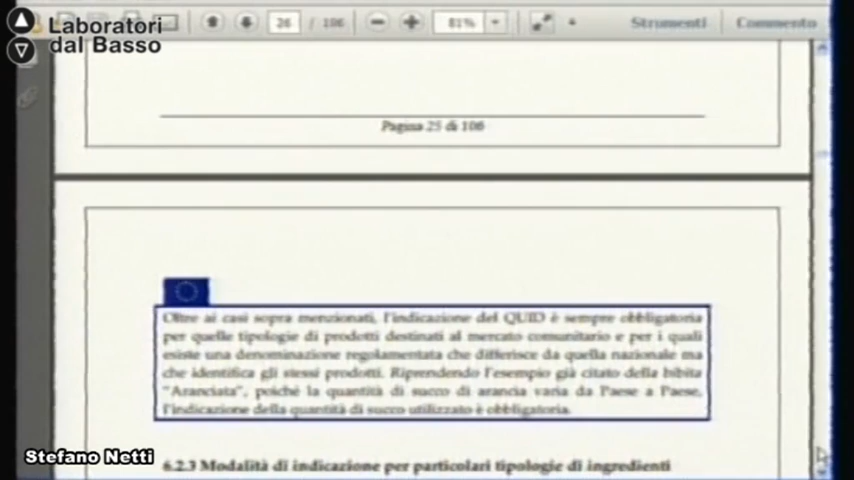 Laboratori
dal Basso
26 / 106
81%
Strumenti
Commento
Pagina 25 di 106
Oltre ai casi sopra menzionati, l'indicazione del QUID è sempre obbligatoria
per quelle tipologie di prodotti destinati al mercato comunitario e per i quali
esiste una denominazione regolamentata che differisce da quella nazionale ma
che identifica gli stessi prodotti. Riprendendo l'esempio già citato della bibita
"Aranciata", poiché la quantità di succo di arancia varia da Paese a Paese,
l'indicazione della quantità di succo utilizzato è obbligatoria.
6.2.3 Modalità di indicazione per particolari tipologie di ingredienti
Stefano Netti